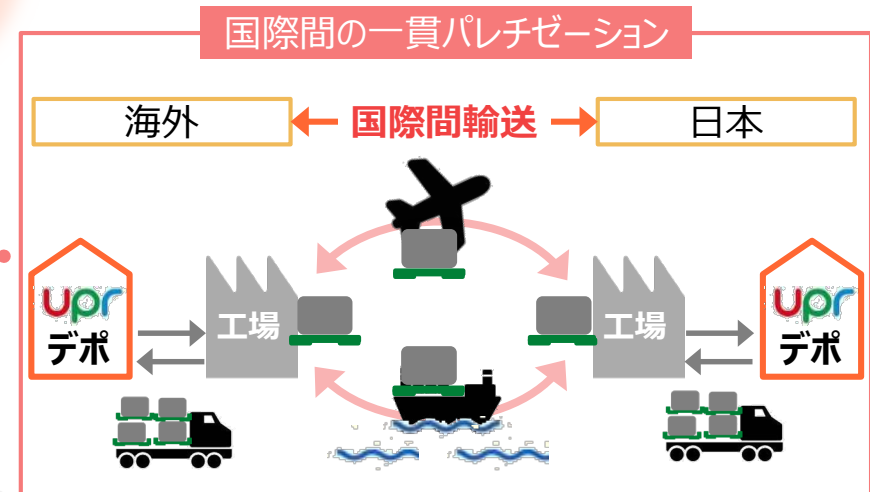 国際間の一貫パレチゼーション
海外
国際間輸送
日本
upr
デポ
工場
工場
upr
デポ